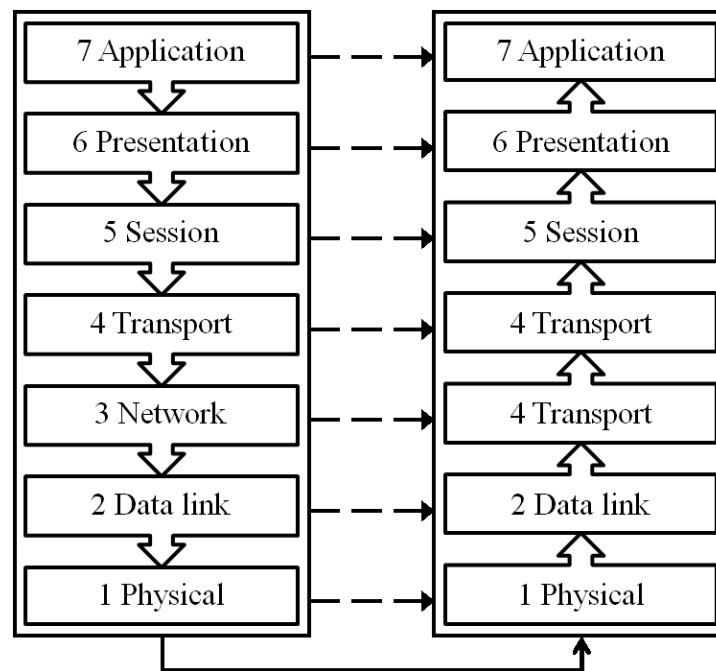 7 Application
6 Presentation
5 Session
4 Transport
3 Network
2 Data link
1 Physical
7 Application
6 Presentation
5 Session
4 Transport
4 Transport
2 Data link
1 Physical